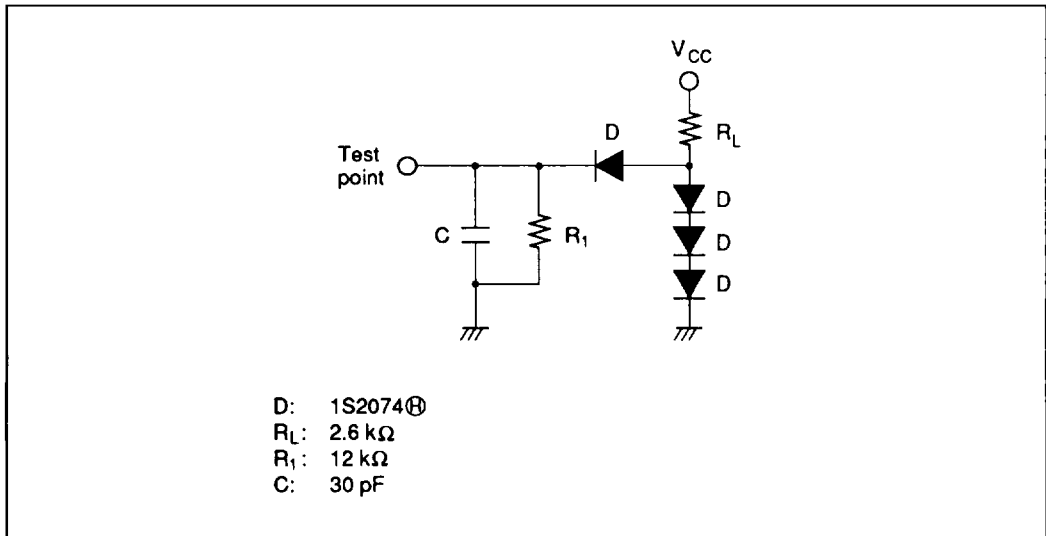 V_CC
D
R_L
Test
point
D
C
R_1
D
D
D: 1S2074Ⓗ
R_L: 2.6 kΩ
R_1: 12 kΩ
C: 30 pF